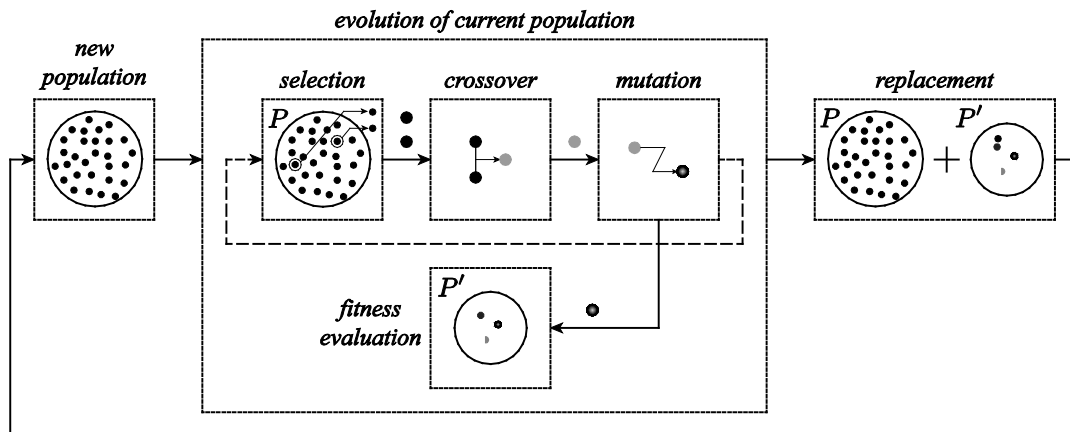 evolution of current population
new
population
selection
crossover
mutation
replacement
P
P
P′
+
P′
fitness
evaluation